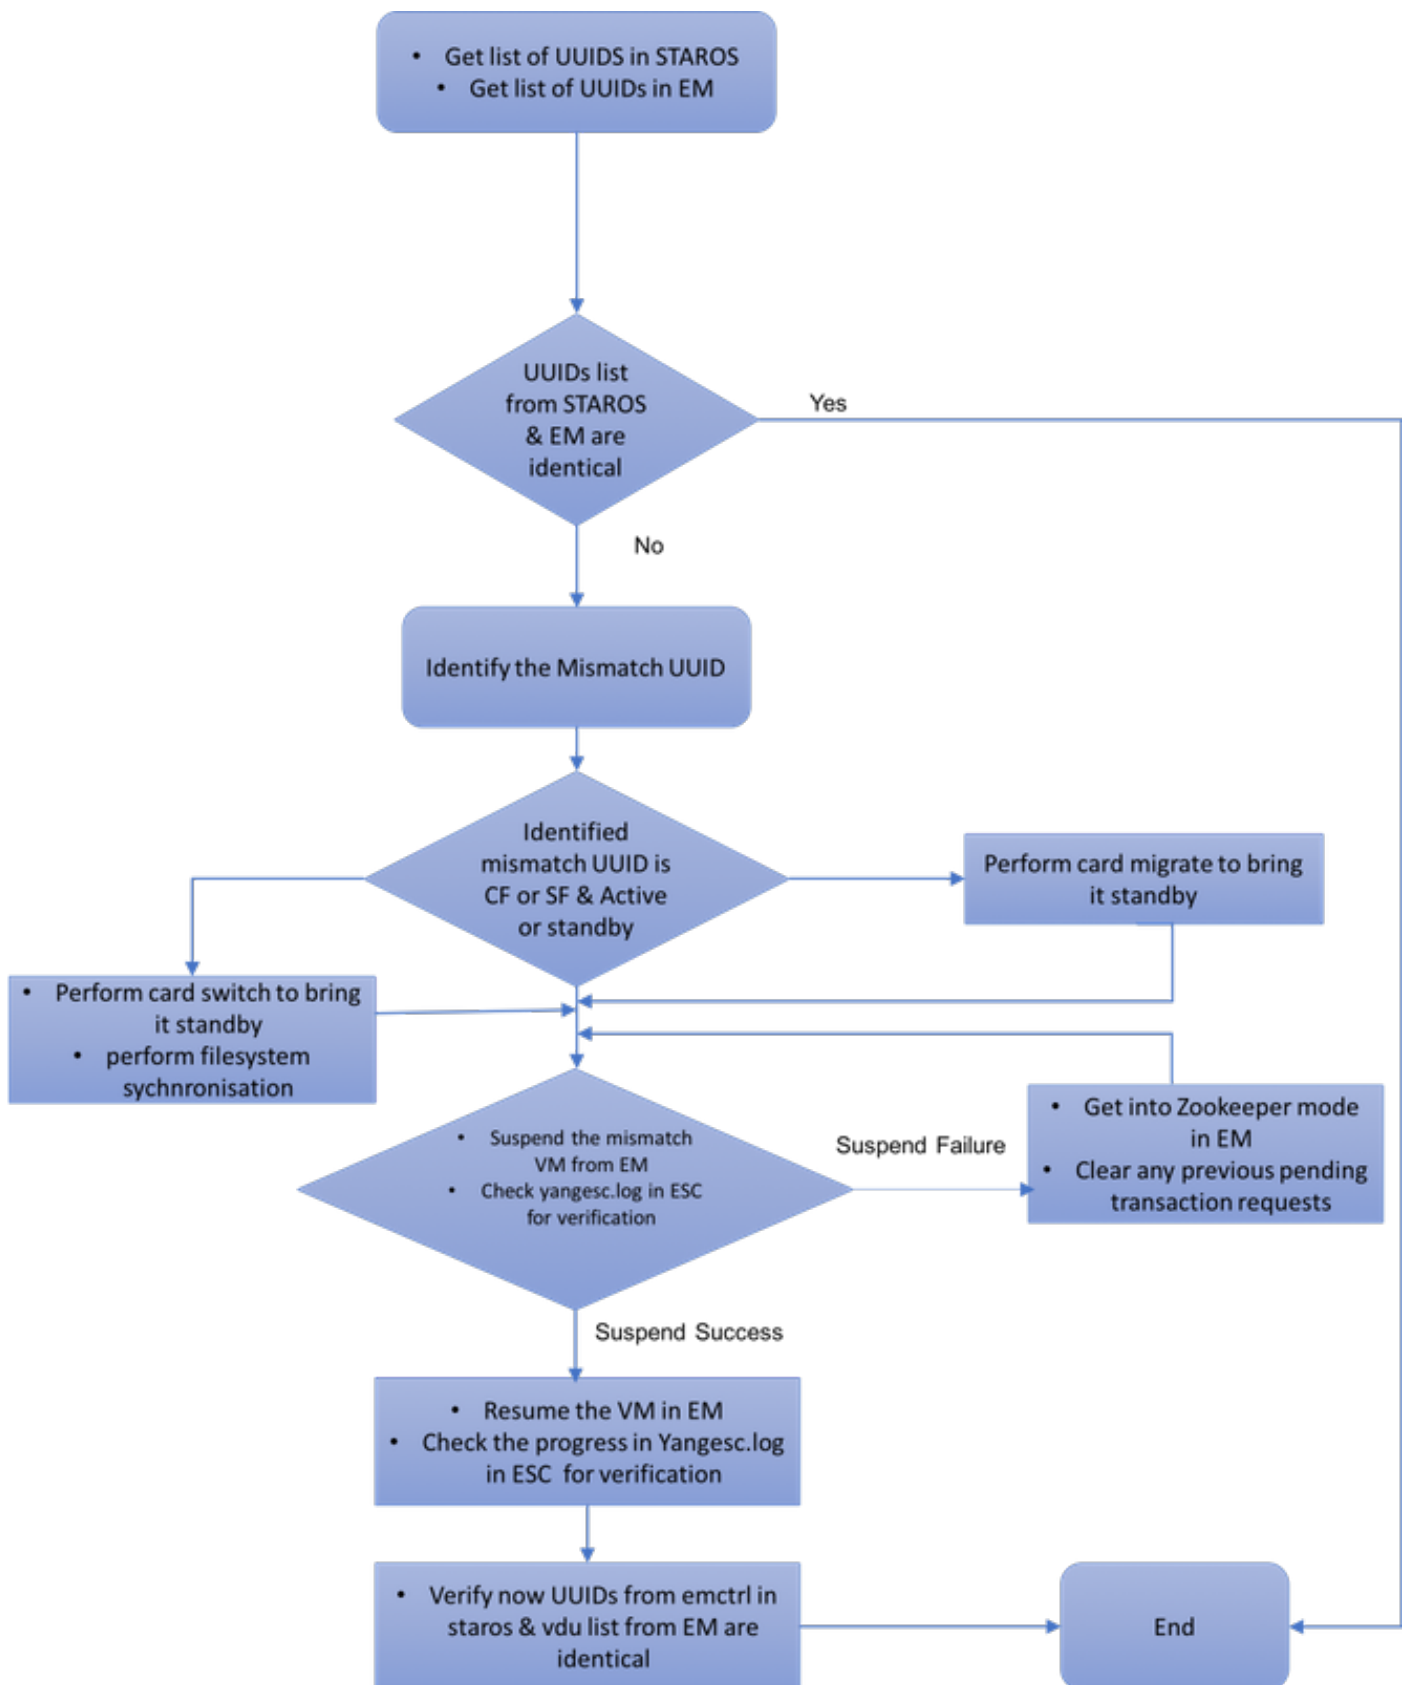 • Get list of UUIDS in STAROS
• Get list of UUIDs in EM
UUIDs list
from STAROS
& EM are
identical
Yes
No
Identify the Mismatch UUID
Identified
mismatch UUID is
CF or SF & Active
or standby
Perform card migrate to bring
it standby
• Perform card switch to bring
it standby
• perform filesystem
sychnronisation
• Suspend the mismatch
VM from EM
• Check yangesc.log in ESC
for verification
Suspend Failure
• Get into Zookeeper mode
in EM
• Clear any previous pending
transaction requests
Suspend Success
• Resume the VM in EM
• Check the progress in Yangesc.log
in ESC for verification
• Verify now UUIDs from emctrl in
staros & vdu list from EM are
identical
End